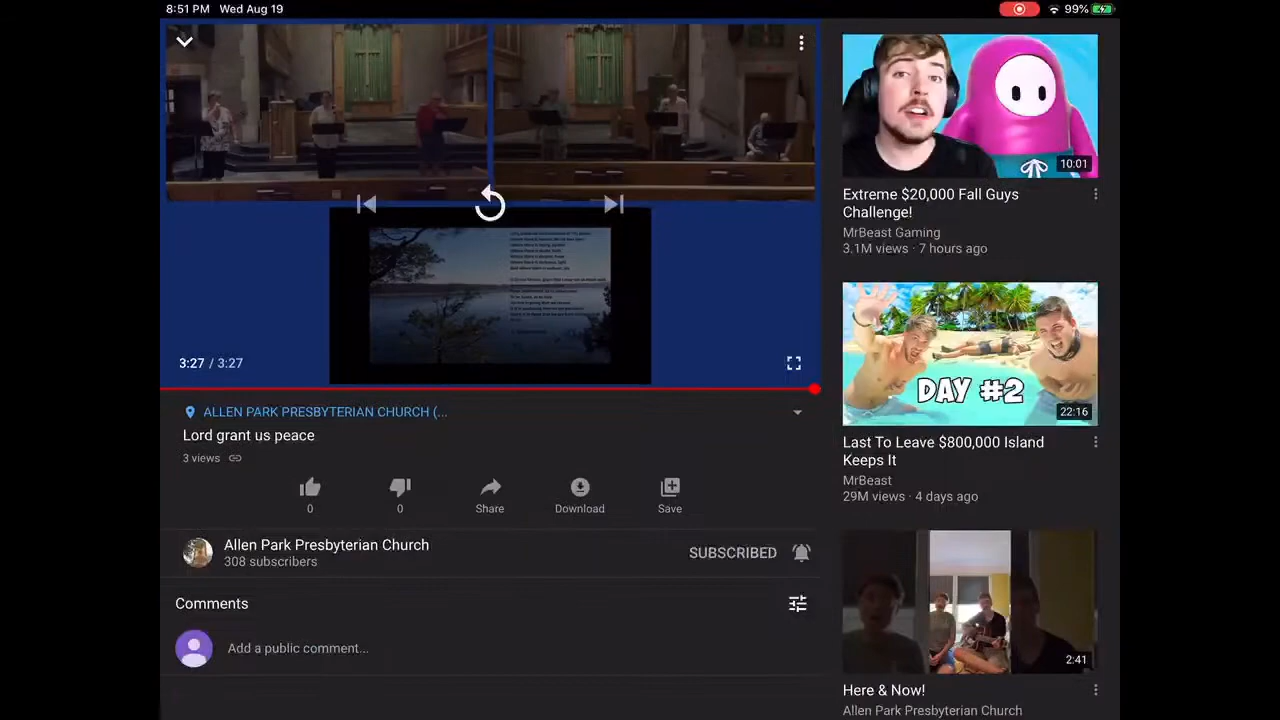 8:51 PM Wed Aug 19
99%
3:27 / 3:27
ALLEN PARK PRESBYTERIAN CHURCH (...
Lord grant us peace
3 views
0
0
Share
Download
Save
Allen Park Presbyterian Church
308 subscribers
SUBSCRIBED
Comments
Add a public comment...
10:01
Extreme $20,000 Fall Guys
Challenge!
MrBeast Gaming
3.1M views · 7 hours ago
DAY #2
22:16
Last To Leave $800,000 Island
Keeps It
MrBeast
29M views · 4 days ago
2:41
Here & Now!
Allen Park Presbyterian Church